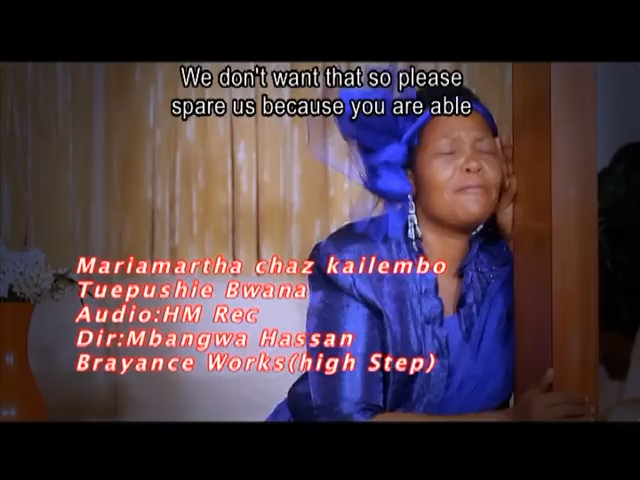 We don't want that so please
spare us because you are able
Mariamartha chaz kailembo
Tuepushie Bwana
Audio:HM Rec
Dir:Mbangwa Hassan
Brayance Works(high Step)